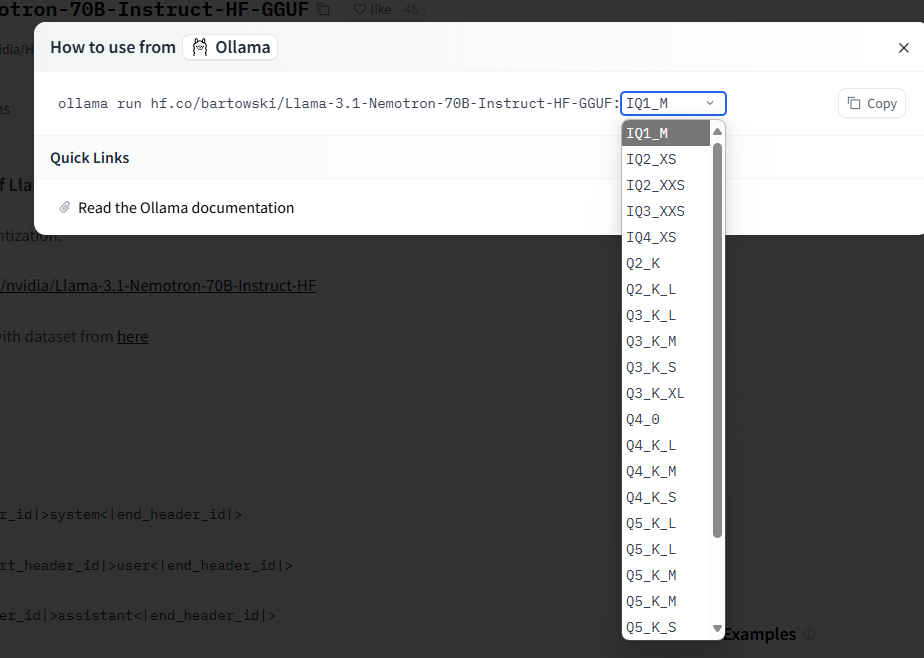 otron-70B-Instruct-HF-GGUF like 46
idia/H
How to use from Ollama
ollama run hf.co/bartowski/Llama-3.1-Nemotron-70B-Instruct-HF-GGUF: IQ1_M Copy
ns
IQ1_M
Quick Links
IQ2_XS
f Lla
IQ2_XXS
Read the Ollama documentation
IQ3_XXS
ntization.
IQ4_XS
Q2_K
/nvidia/Llama-3.1-Nemotron-70B-Instruct-HF
Q2_K_L
Q3_K_L
with dataset from here
Q3_K_M
Q3_K_S
Q3_K_XL
Q4_0
Q4_K_L
Q4_K_M
Q4_K_S
r_id|>system<|end_header_id|>
Q5_K_L
Q5_K_L
rt_header_id|>user<|end_header_id|>
Q5_K_M
Q5_K_M
er_id|>assistant<|end_header_id|>
Q5_K_S
Examples